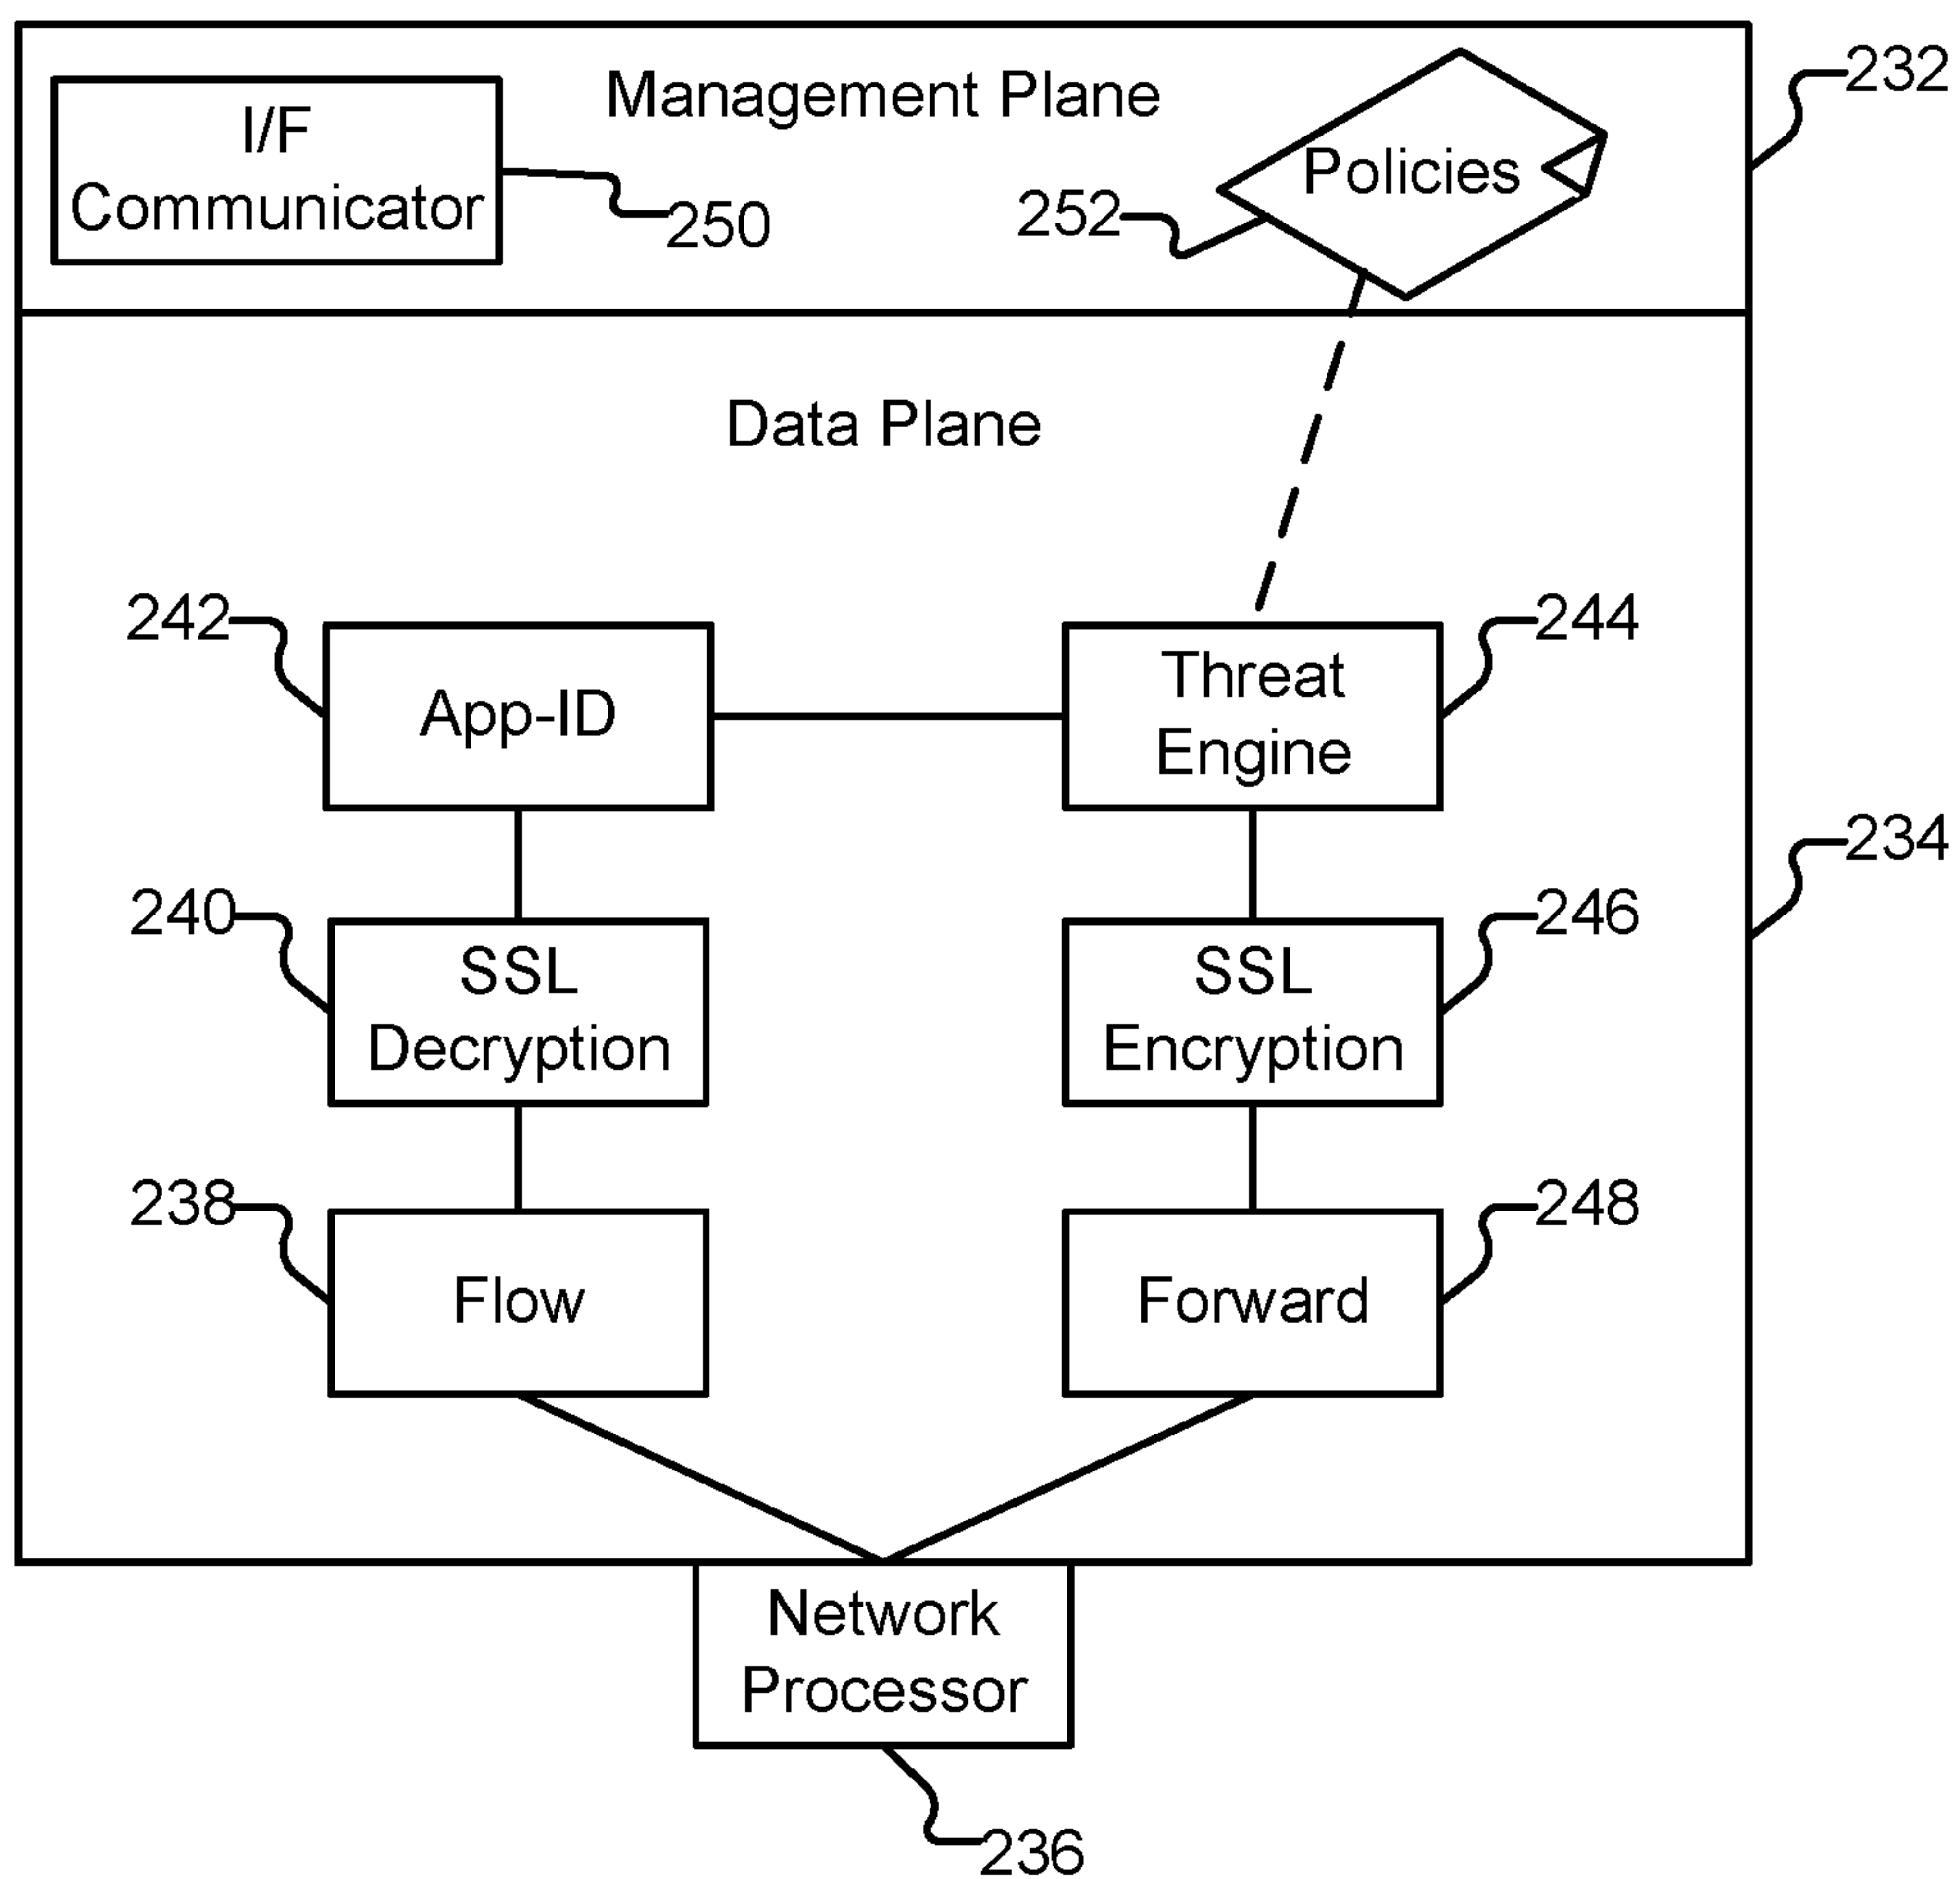 Management Plane
232
I/F
Communicator
250
252
Policies
Data Plane
242
App-ID
Threat
Engine
244
234
240
SSL
Decryption
SSL
Encryption
246
238
Flow
Forward
248
Network
Processor
236